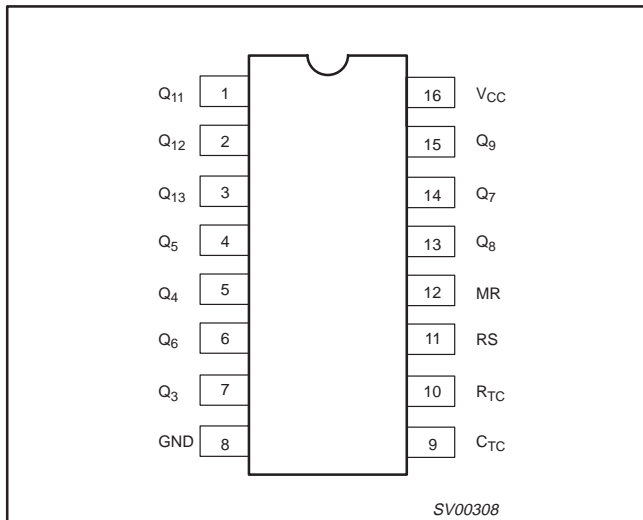 Q11 1 16 VCC
Q12 2 15 Q9
Q13 3 14 Q7
Q5 4 13 Q8
Q4 5 12 MR
Q6 6 11 RS
Q3 7 10 RTC
GND 8 9 CTC
SV00308